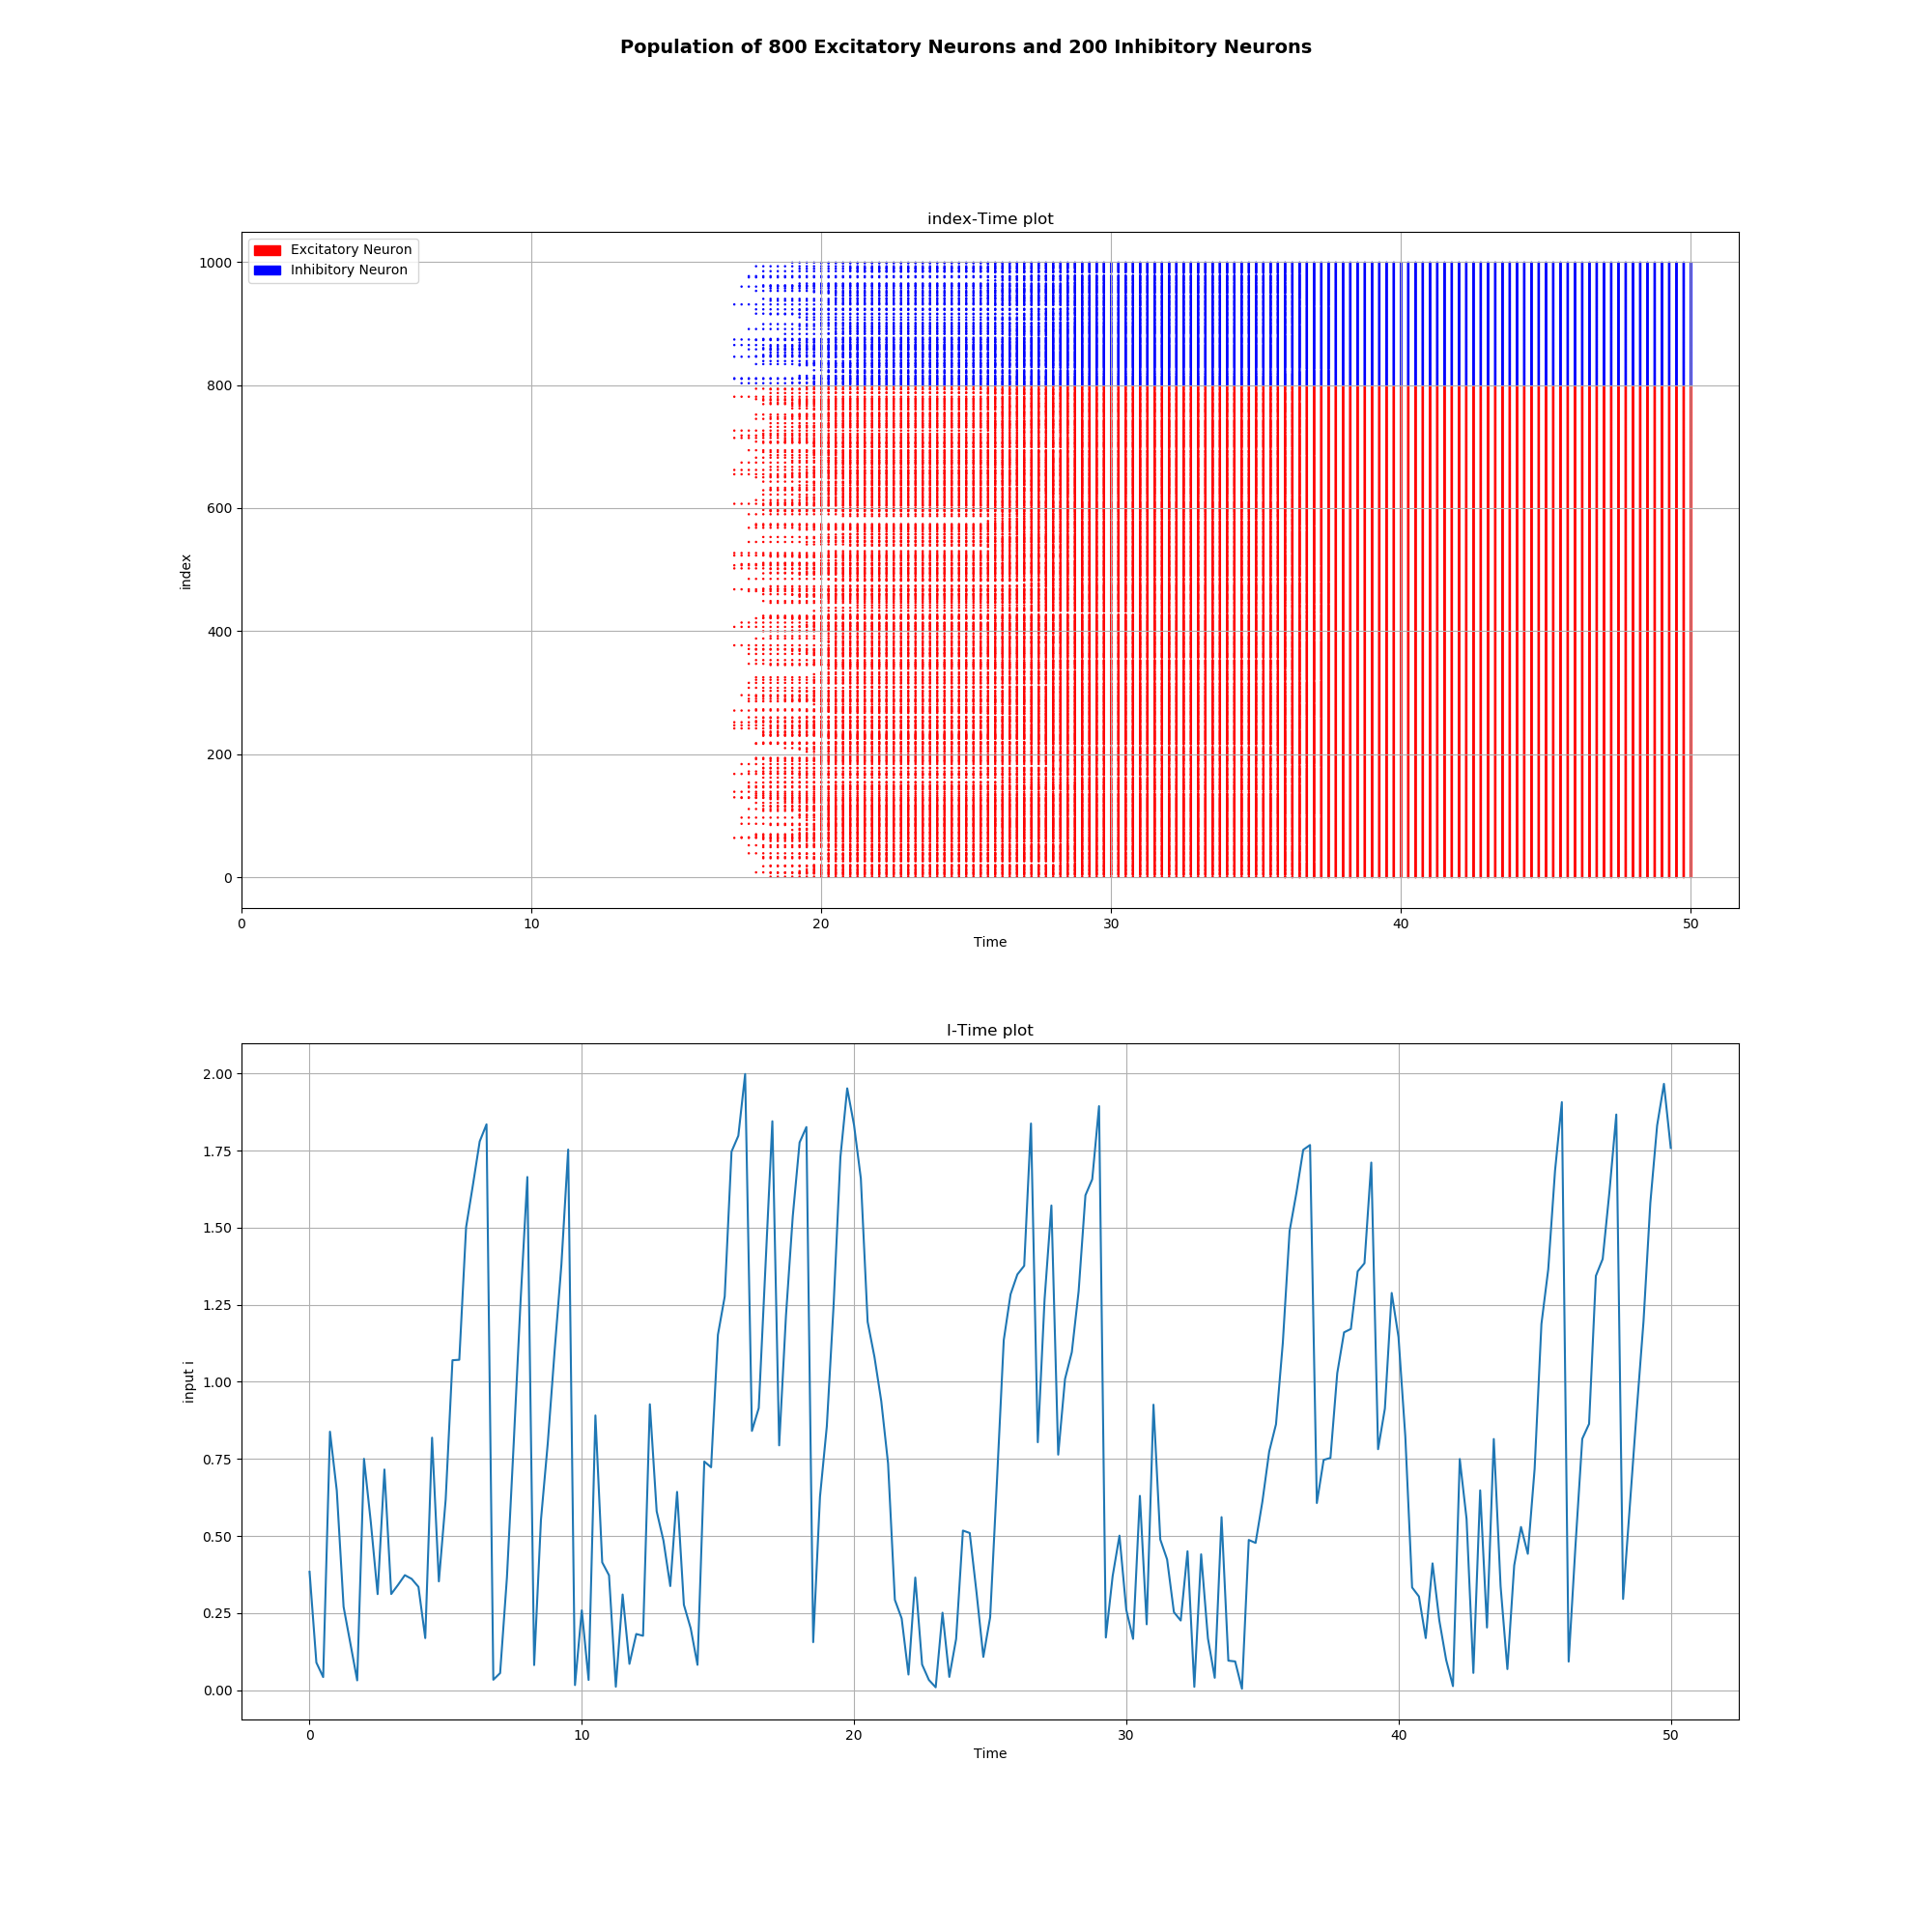 Population of 800 Excitatory Neurons and 200 Inhibitory Neurons
index-Time plot
Excitatory Neuron
Inhibitory Neuron
1000
800
600
400
200
0
index
0 10 20 30 40 50
Time
I-Time plot
2.00
1.75
1.50
1.25
1.00
0.75
0.50
0.25
0.00
input i
0 10 20 30 40 50
Time